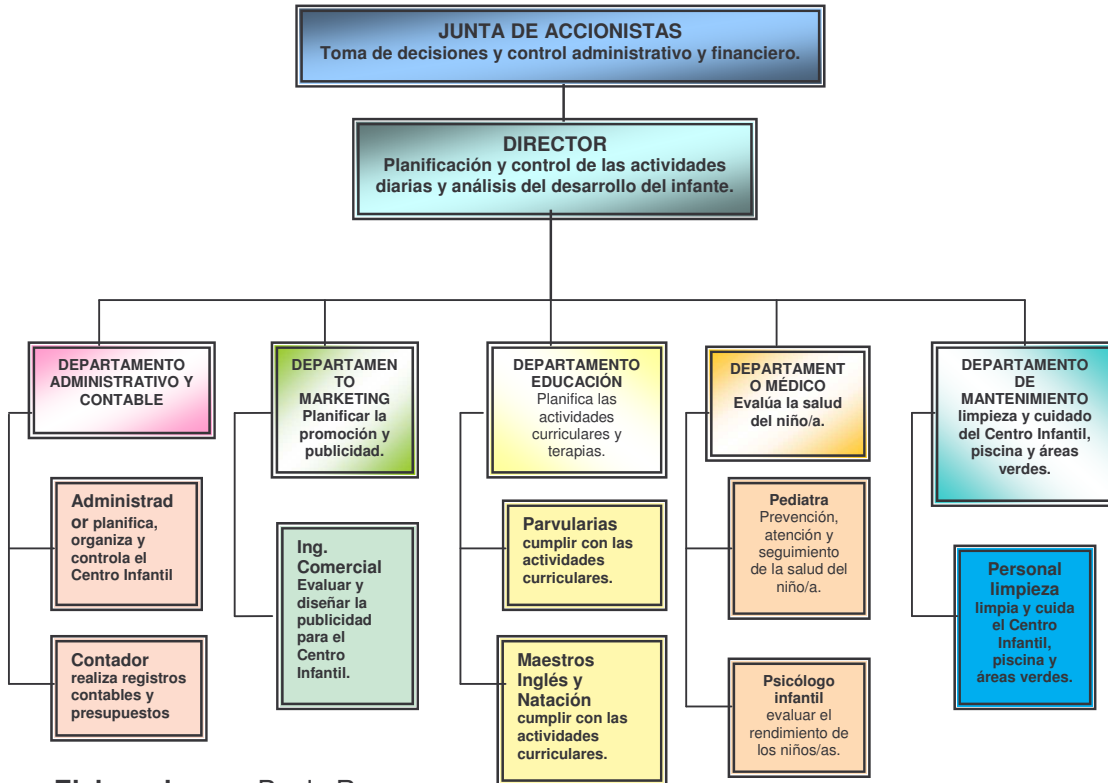 JUNTA DE ACCIONISTAS
Toma de decisiones y control administrativo y financiero.
DIRECTOR
Planificación y control de las actividades
diarias y análisis del desarrollo del infante.
DEPARTAMENTO
ADMINISTRATIVO Y
CONTABLE
Administrad
or planifica,
organiza y
controla el
Centro Infantil
Contador
realiza registros
contables y
presupuestos
DEPARTAMEN
TO
MARKETING
Planificar la
promoción y
publicidad.
Ing.
Comercial
Evaluar y
diseñar la
publicidad
para el
Centro
Infantil.
DEPARTAMENTO
EDUCACIÓN
Planifica las
actividades
curriculares y
terapias.
Parvularias
cumplir con las
actividades
curriculares.
Maestros
Inglés y
Natación
cumplir con las
actividades
curriculares.
DEPARTAMENT
O MÉDICO
Evalúa la salud
del niño/a.
Pediatra
Prevención,
atención y
seguimiento
de la salud del
niño/a.
Psicólogo
infantil
evaluar el
rendimiento de
los niños/as.
DEPARTAMENTO
DE
MANTENIMIENTO
limpieza y cuidado
del Centro Infantil,
piscina y áreas
verdes.
Personal
limpieza
limpia y cuida
el Centro
Infantil,
piscina y
áreas verdes.